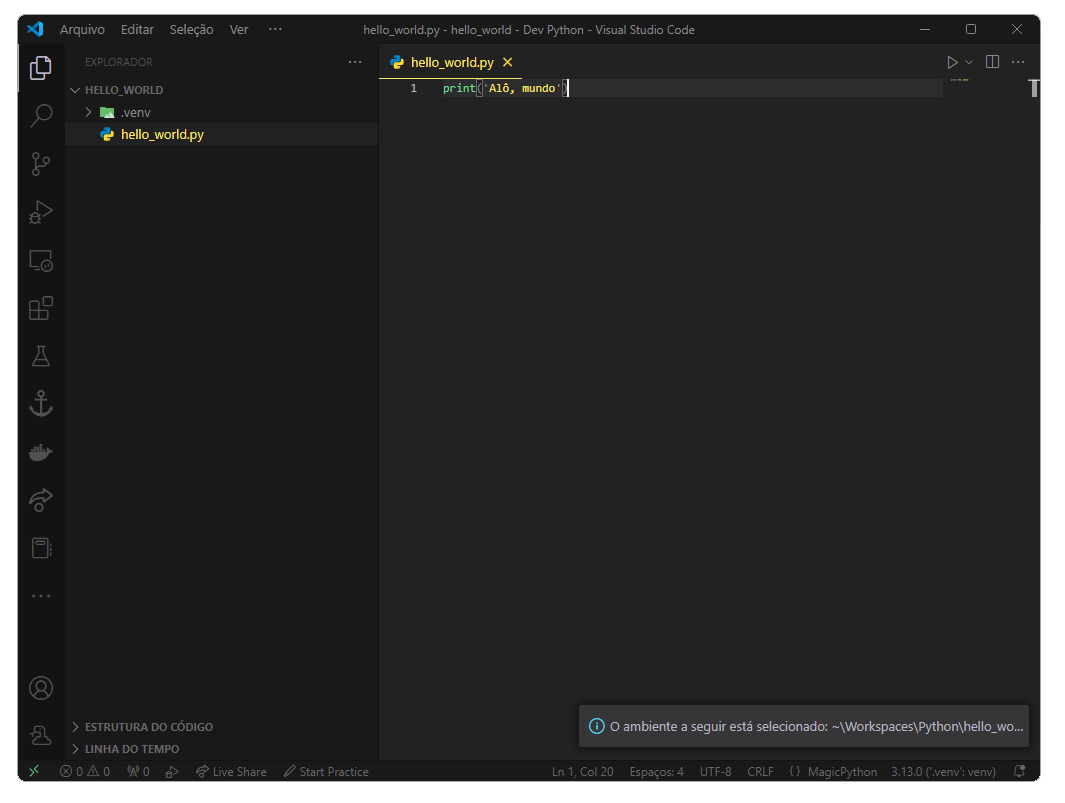 Arquivo Editar Seleção Ver ··· hello_world.py - hello_world - Dev Python - Visual Studio Code
EXPLORADOR ···
HELLO_WORLD
.venv
hello_world.py
hello_world.py
1 print('Alô, mundo')
ESTRUTURA DO CÓDIGO
LINHA DO TEMPO
O ambiente a seguir está selecionado: ~\Workspaces\Python\hello_wo...
0 0 0 Live Share Start Practice Ln 1, Col 20 Espaços: 4 UTF-8 CRLF { } MagicPython 3.13.0 ('.venv': venv)